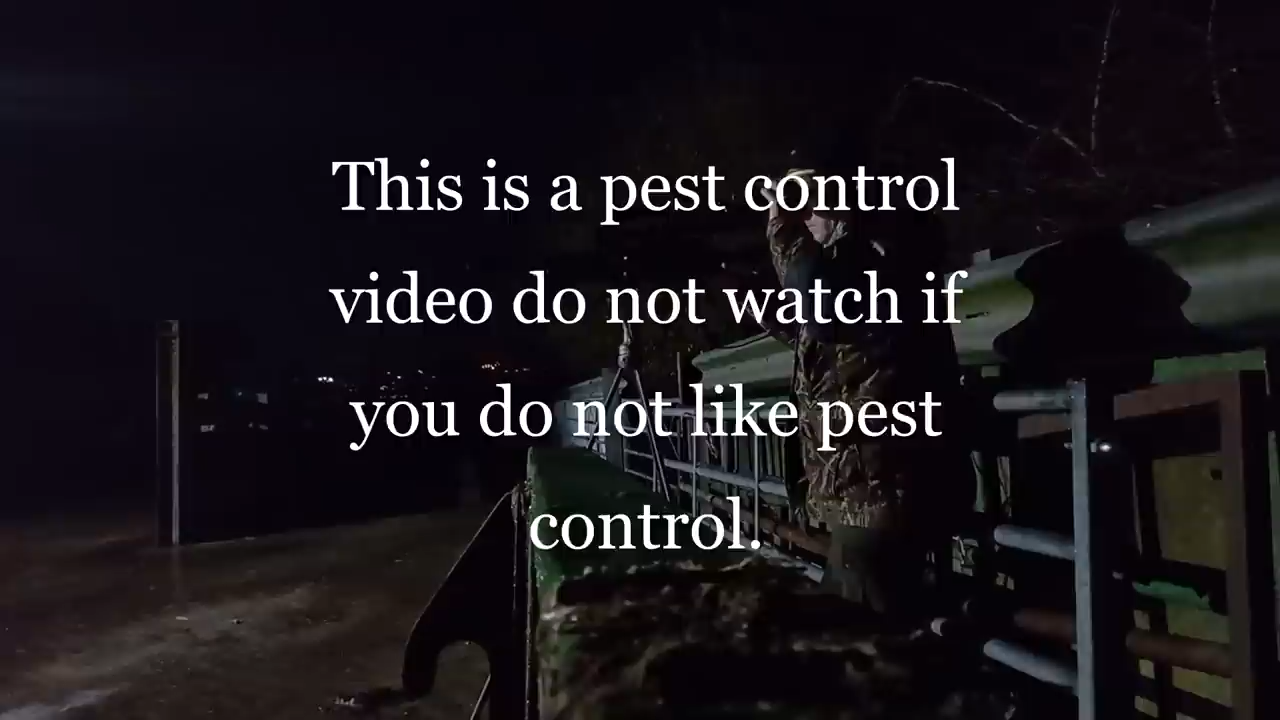 This is a pest control
video do not watch if
you do not like pest
control.